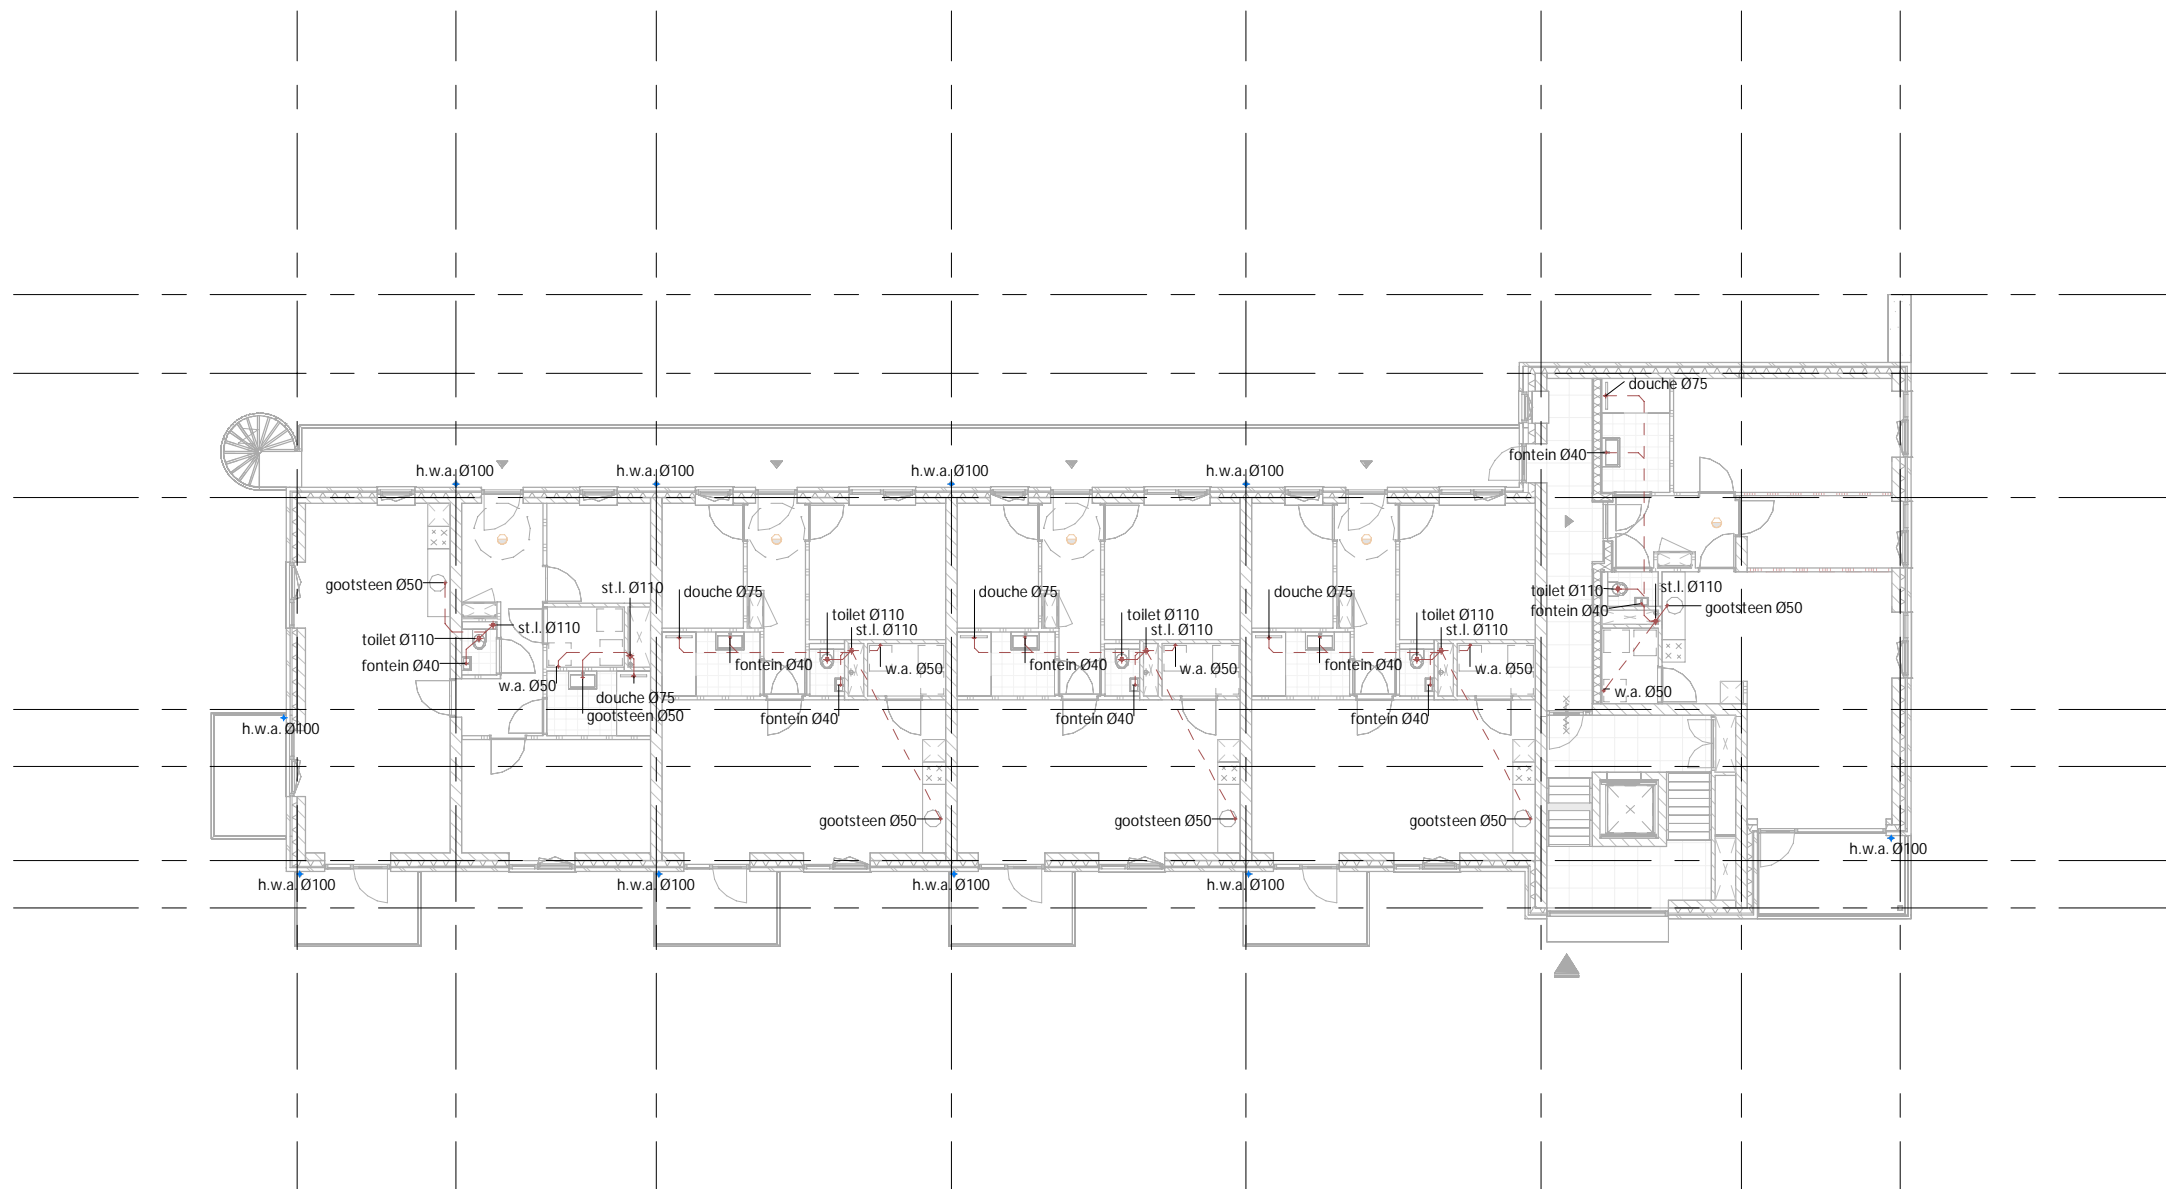 douche Ø75
fontein Ø40
h.w.a. Ø100
h.w.a. Ø100
h.w.a. Ø100
h.w.a. Ø100
gootsteen Ø50
st.l. Ø110
douche Ø75
douche Ø75
douche Ø75
toilet Ø110
st.l. Ø110
fontein Ø40
gootsteen Ø50
toilet Ø110
st.l. Ø110
fontein Ø40
toilet Ø110
st.l. Ø110
toilet Ø110
st.l. Ø110
toilet Ø110
st.l. Ø110
fontein Ø40
w.a. Ø50
fontein Ø40
w.a. Ø50
fontein Ø40
w.a. Ø50
w.a. Ø50
douche Ø75
gootsteen Ø50
w.a. Ø50
fontein Ø40
fontein Ø40
fontein Ø40
h.w.a. Ø100
gootsteen Ø50
gootsteen Ø50
gootsteen Ø50
h.w.a. Ø100
h.w.a. Ø100
h.w.a. Ø100
h.w.a. Ø100
h.w.a. Ø100